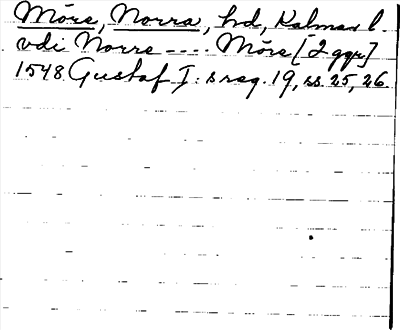 Möre, Norra, hd, Kalmar l.
vdi Norre ---- Möre [2 ggr]
1548 Gustaf I:s reg. 19, ss. 25, 26